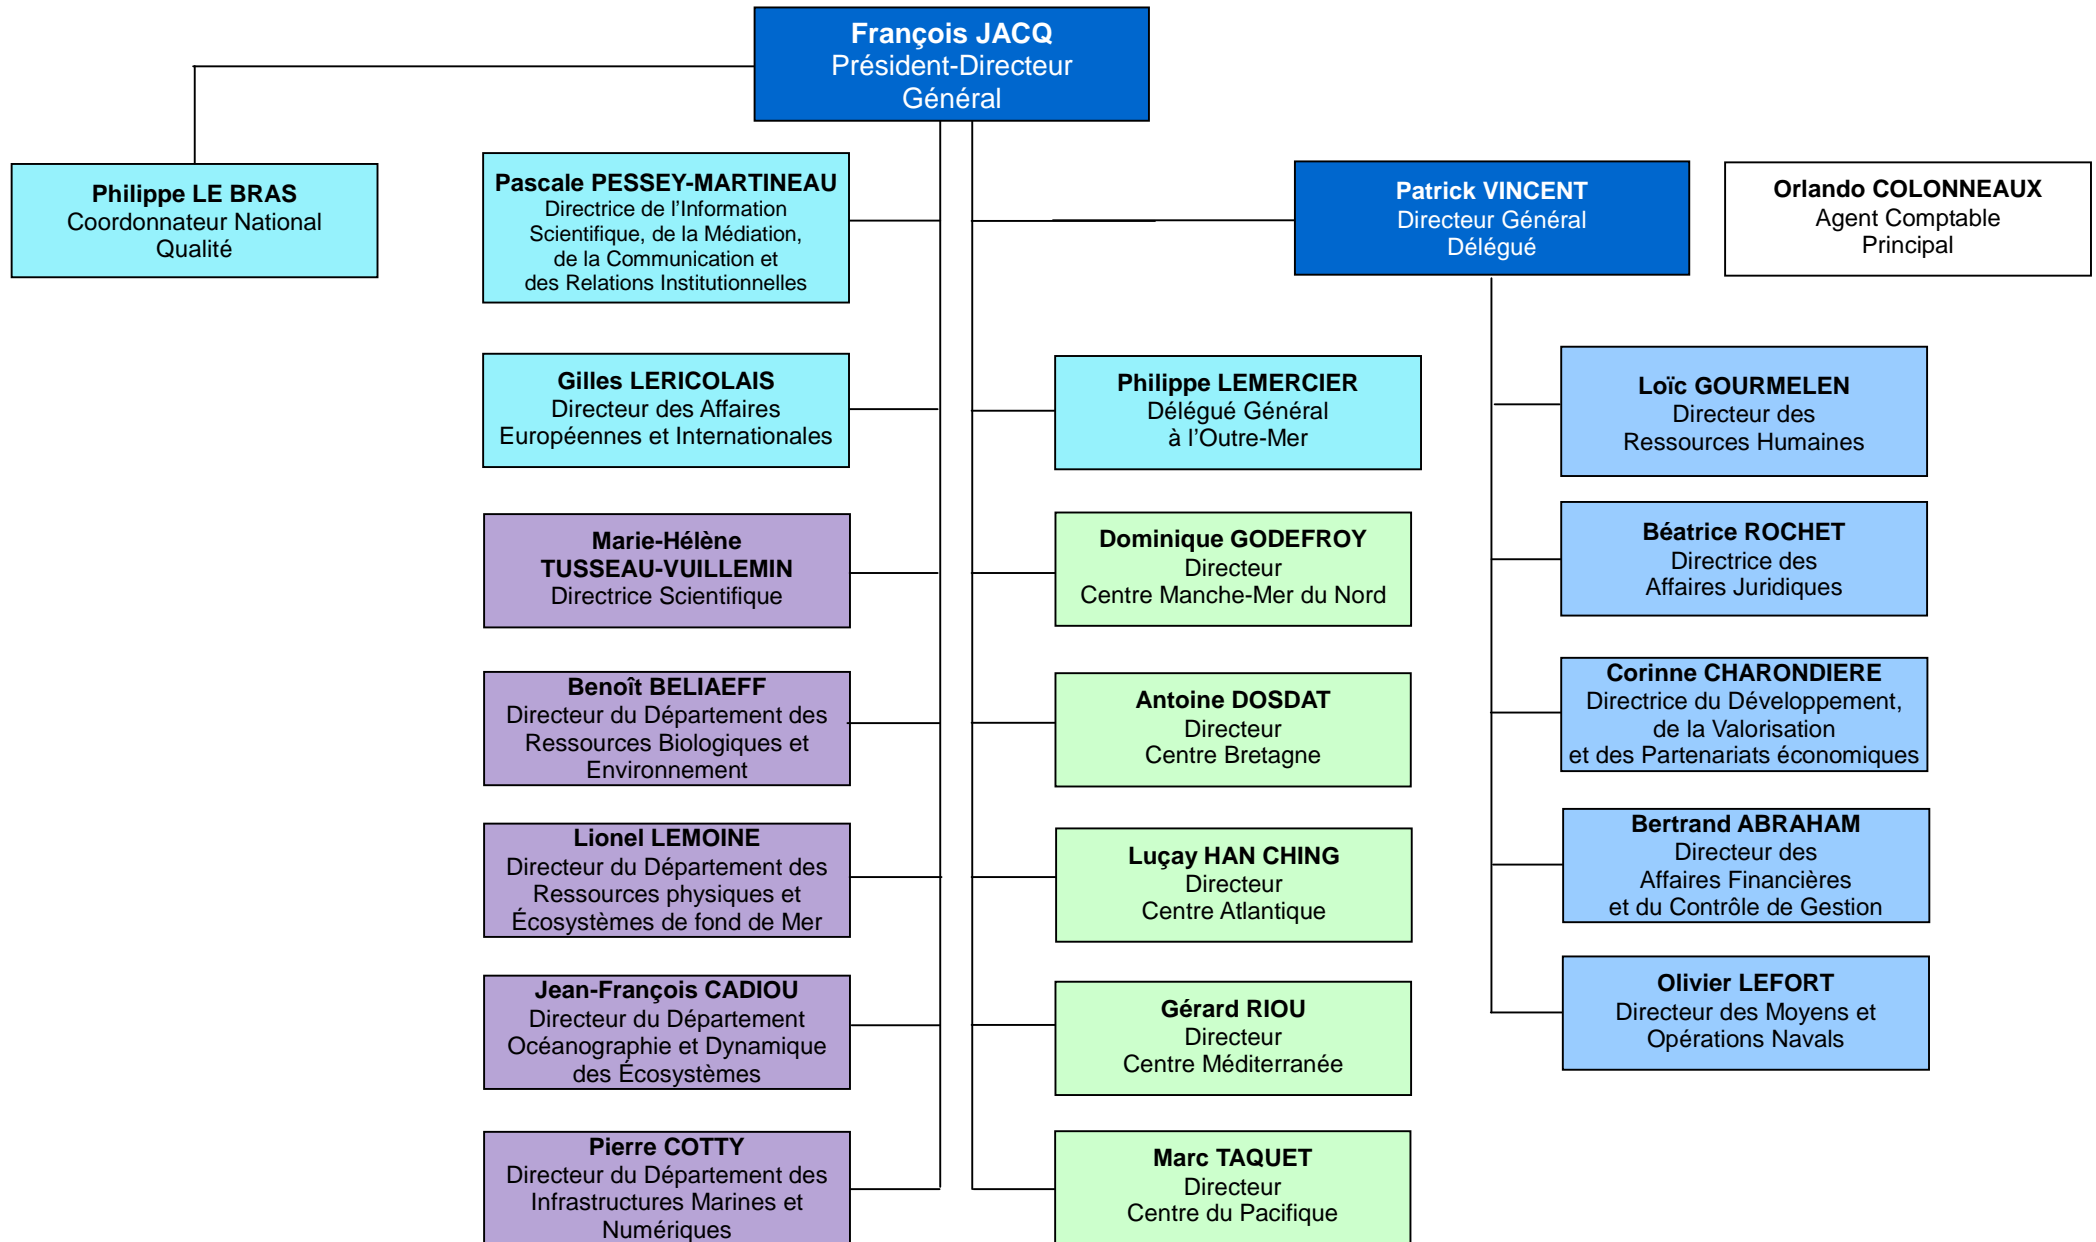 François JACQ
Président-Directeur
Général
Philippe LE BRAS
Coordonnateur National
Qualité
Pascale PESSEY-MARTINEAU
Directrice de l’Information
Scientifique, de la Médiation,
de la Communication et
des Relations Institutionnelles
Patrick VINCENT
Directeur Général
Délégué
Orlando COLONNEAUX
Agent Comptable
Principal
Gilles LERICOLAIS
Directeur des Affaires
Européennes et Internationales
Philippe LEMERCIER
Délégué Général
à l’Outre-Mer
Loïc GOURMELEN
Directeur des
Ressources Humaines
Marie-Hélène
TUSSEAU-VUILLEMIN
Directrice Scientifique
Dominique GODEFROY
Directeur
Centre Manche-Mer du Nord
Béatrice ROCHET
Directrice des
Affaires Juridiques
Benoît BELIAEFF
Directeur du Département des
Ressources Biologiques et
Environnement
Antoine DOSDAT
Directeur
Centre Bretagne
Corinne CHARONDIERE
Directrice du Développement,
de la Valorisation
et des Partenariats économiques
Lionel LEMOINE
Directeur du Département des
Ressources physiques et
Écosystèmes de fond de Mer
Luçay HAN CHING
Directeur
Centre Atlantique
Bertrand ABRAHAM
Directeur des
Affaires Financières
et du Contrôle de Gestion
Jean-François CADIOU
Directeur du Département
Océanographie et Dynamique
des Écosystèmes
Gérard RIOU
Directeur
Centre Méditerranée
Olivier LEFORT
Directeur des Moyens et
Opérations Navals
Pierre COTTY
Directeur du Département des
Infrastructures Marines et
Numériques
Marc TAQUET
Directeur
Centre du Pacifique